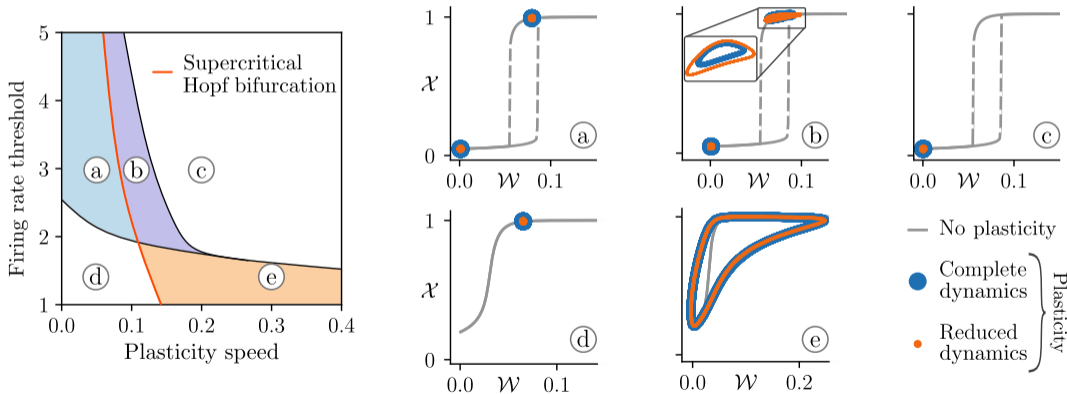 5
4
3
2
1
Firing rate threshold
0.0
0.1
0.2
0.3
0.4
Plasticity speed
Supercritical
Hopf bifurcation
a
b
c
d
e
1
𝒳
0
0.0
𝒲
0.1
a
0.0
𝒲
0.1
b
0.0
𝒲
0.1
c
1
𝒳
0
0.0
𝒲
0.1
d
0.0
𝒲
0.2
e
No plasticity
Complete
dynamics
Reduced
dynamics
Plasticity